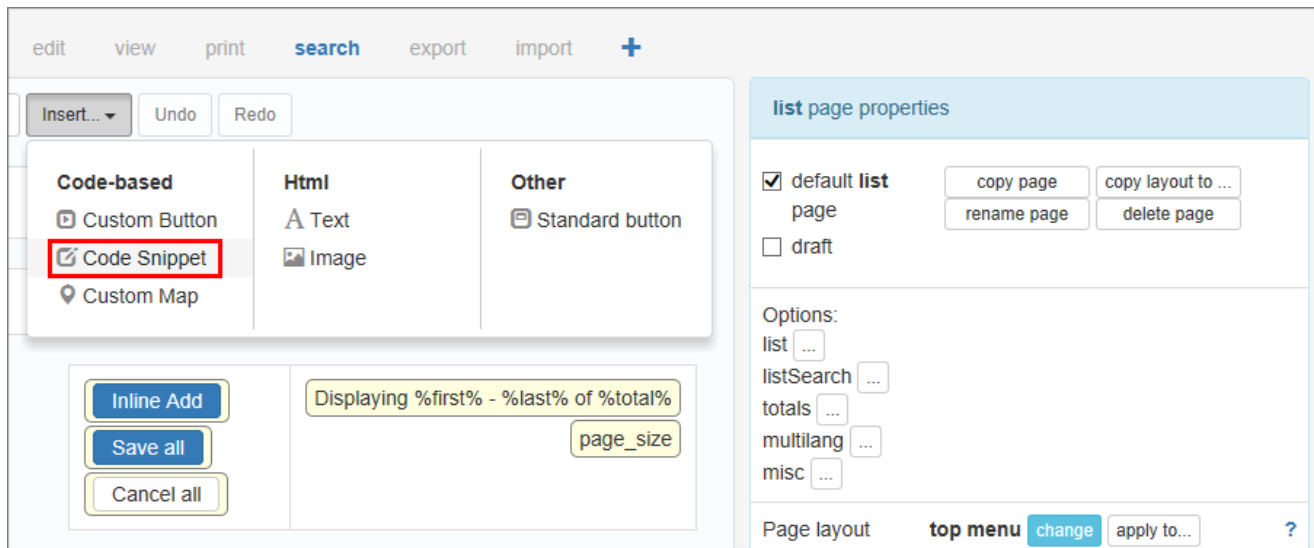 edit view print search export import +
Insert... Undo Redo
Code-based
Custom Button
Code Snippet
Custom Map
Html
A Text
Image
Other
Standard button
Inline Add
Save all
Cancel all
Displaying %first% - %last% of %total%
page_size
list page properties
default list
page
draft
copy page copy layout to ...
rename page delete page
Options:
list ...
listSearch ...
totals ...
multilang ...
misc ...
Page layout top menu change apply to... ?